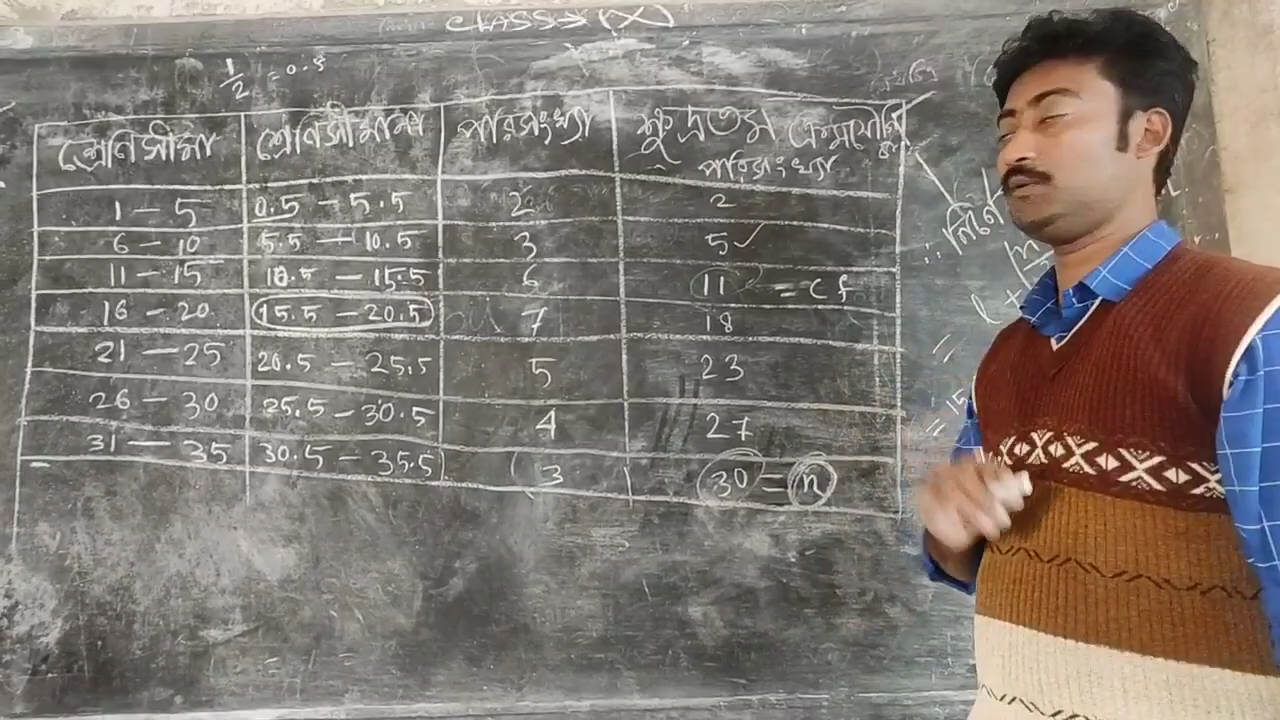 CLASS → (X)
1/2 = 0.5
শ্রেণিসীমা শ্রেণিসীমানা পরিসংখ্যা ক্ষুদ্রতম ক্রমযৌগিক
পরিসংখ্যা
1 – 5 0.5 – 5.5 2 2
6 – 10 5.5 – 10.5 3 5 ✓
11 – 15 10.5 – 15.5 6 11 = cf
16 – 20 15.5 – 20.5 7 18
21 – 25 20.5 – 25.5 5 23
26 – 30 25.5 – 30.5 4 27
31 – 35 30.5 – 35.5 3 30 = n